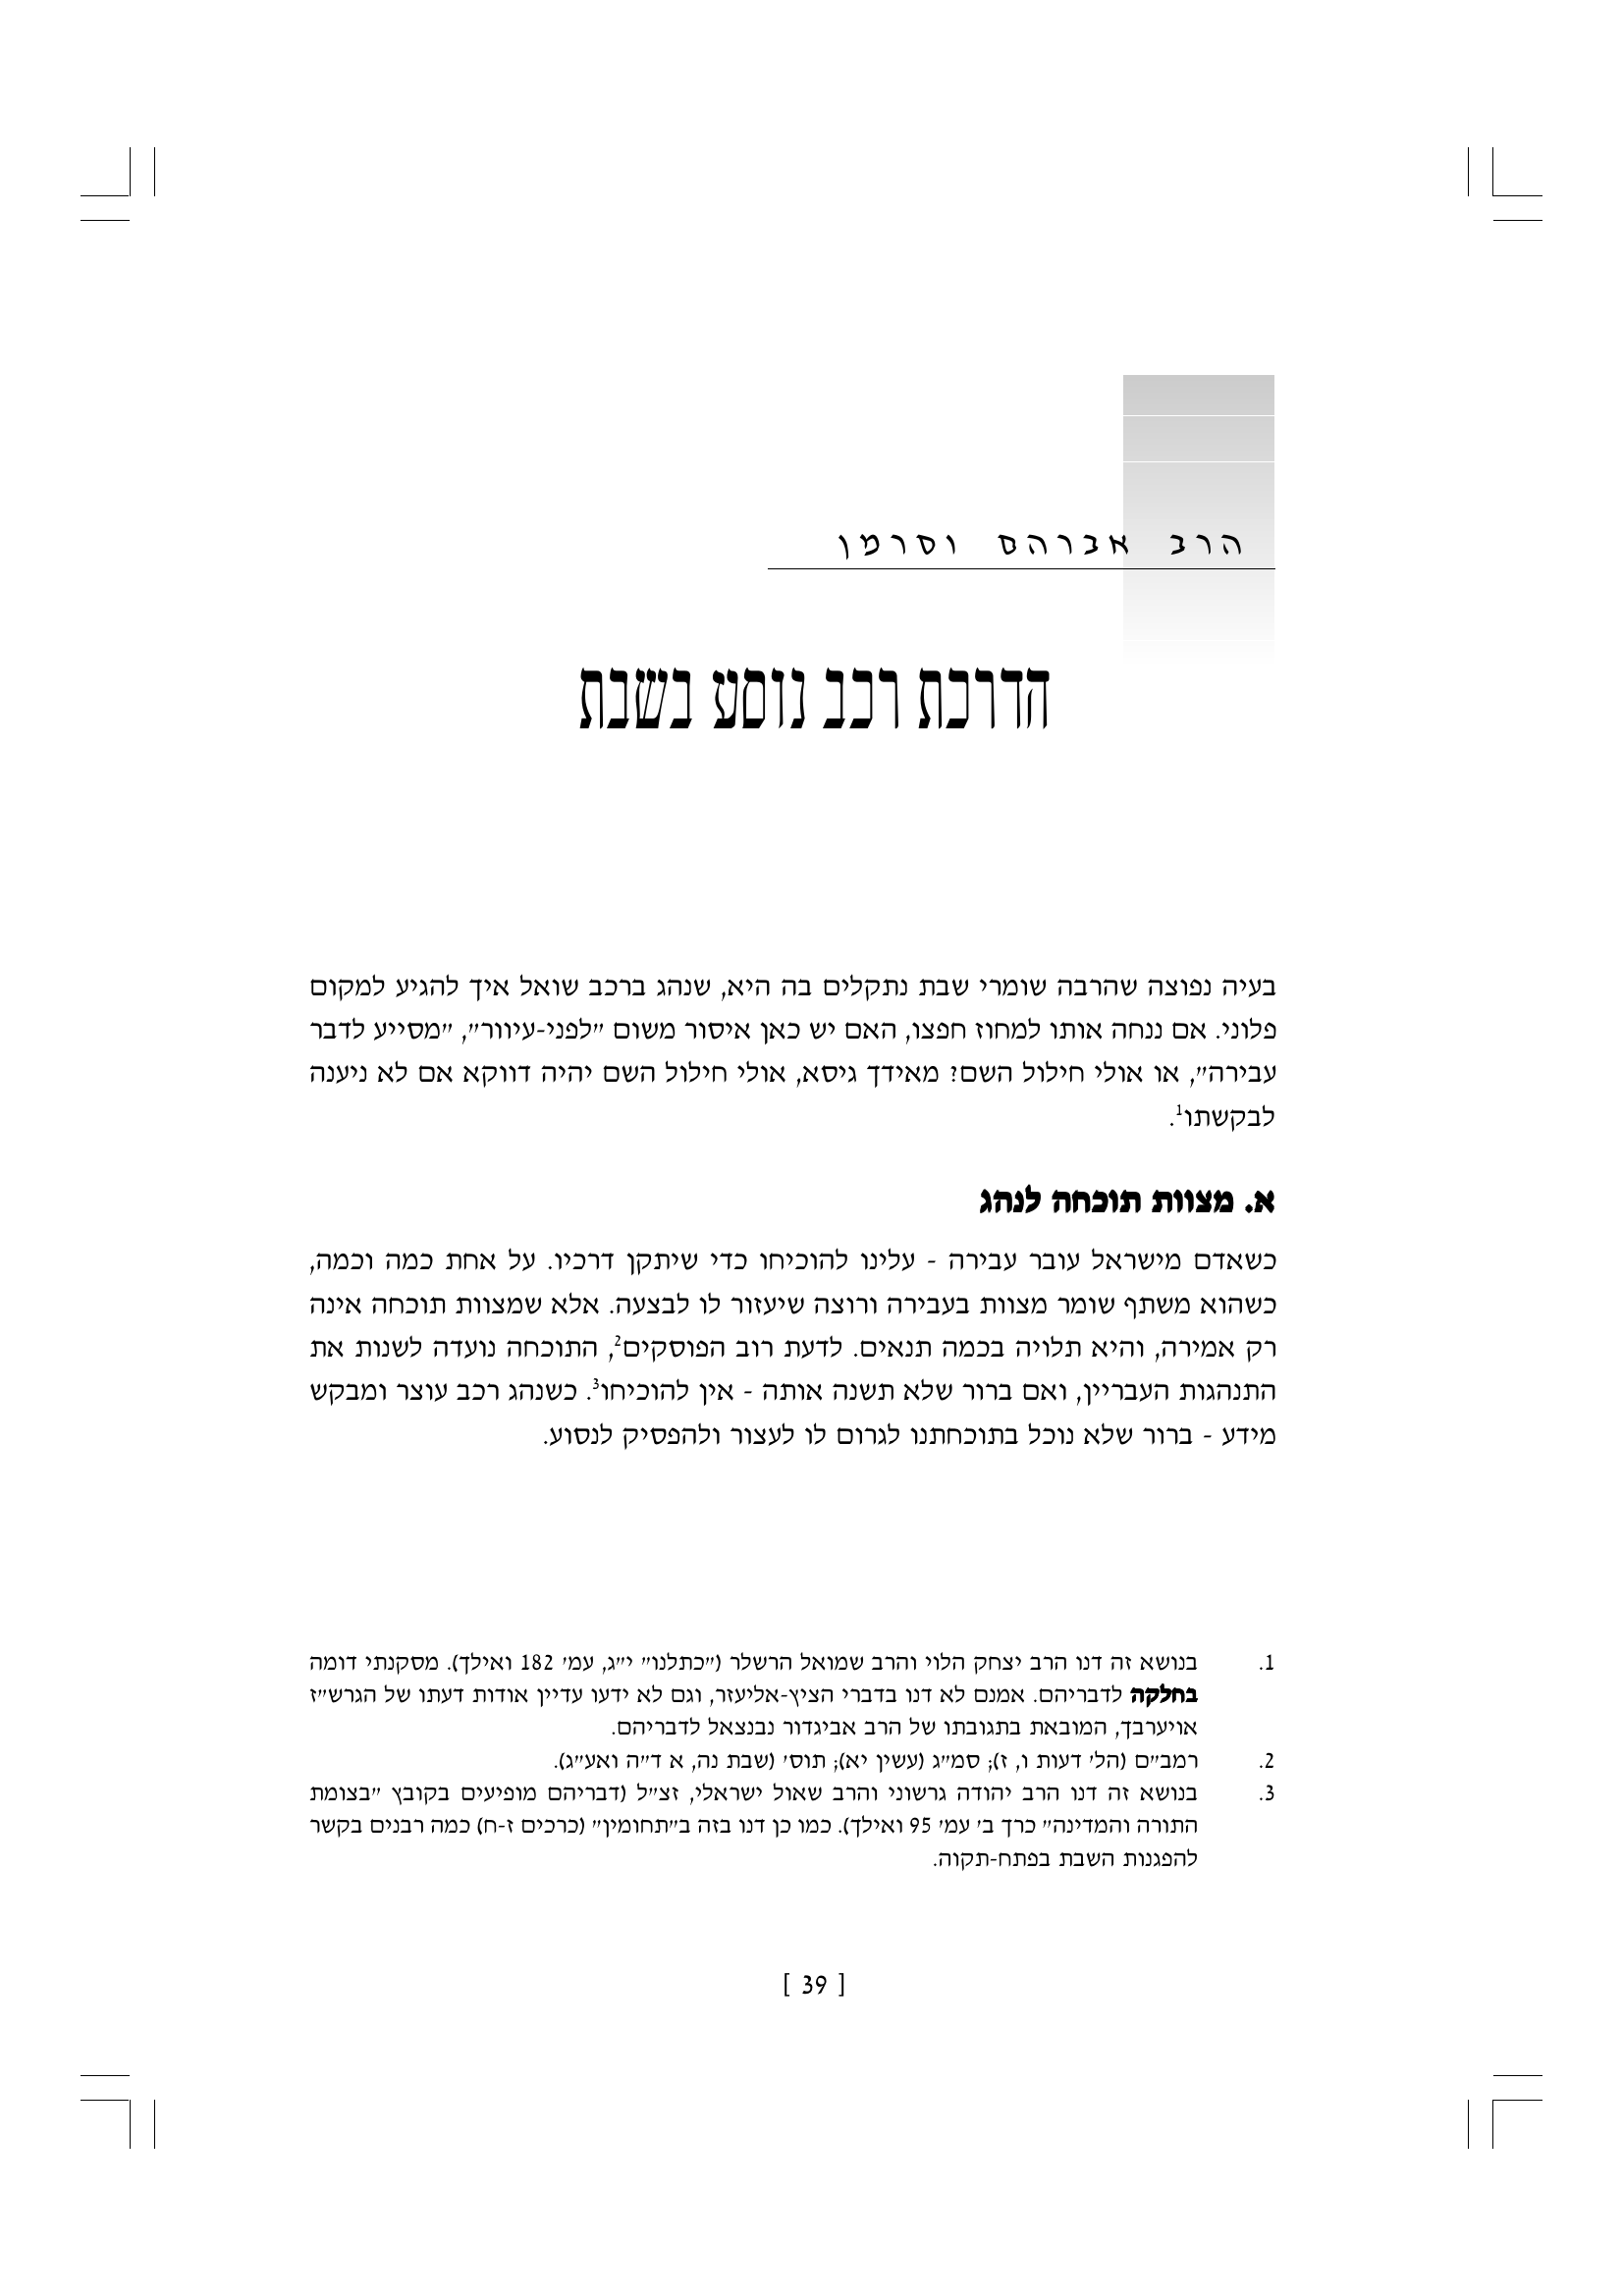 הרב אברהם וסרמן
הדרכת רכב נוסע בשבת
בעיה נפוצה שהרבה שומרי שבת נתקלים בה היא, שנהג ברכב שואל איך להגיע למקום
פלוני. אם ננחה אותו למחוז חפצו, האם יש כאן איסור משום "לפני-עיוור", "מסייע לדבר
עבירה", או אולי חילול השם? מאידך גיסא, אולי חילול השם יהיה דווקא אם לא ניענה
לבקשתו1.
א. מצוות תוכחה לנהג
כשאדם מישראל עובר עבירה - עלינו להוכיחו כדי שיתקן דרכיו. על אחת כמה וכמה,
כשהוא משתף שומר מצוות בעבירה ורוצה שיעזור לו לבצעה. אלא שמצוות תוכחה אינה
רק אמירה, והיא תלויה בכמה תנאים. לדעת רוב הפוסקים2, התוכחה נועדה לשנות את
התנהגות העבריין, ואם ברור שלא תשנה אותה - אין להוכיחו3. כשנהג רכב עוצר ומבקש
מידע - ברור שלא נוכל בתוכחתנו לגרום לו לעצור ולהפסיק לנסוע.
1. בנושא זה דנו הרב יצחק הלוי והרב שמואל הרשלר ("כתלנו" י"ג, עמ' 182 ואילך). מסקנתי דומה
בחלקה לדבריהם. אמנם לא דנו בדברי הציץ-אליעזר, וגם לא ידעו עדיין אודות דעתו של הגרש"ז
אויערבך, המובאת בתגובתו של הרב אביגדור נבנצאל לדבריהם.
2. רמב"ם (הל' דעות ו, ז); סמ"ג (עשין יא); תוס' (שבת נה, א ד"ה ואע"ג).
3. בנושא זה דנו הרב יהודה גרשוני והרב שאול ישראלי, זצ"ל (דבריהם מופיעים בקובץ "בצומת
התורה והמדינה" כרך ב' עמ' 95 ואילך). כמו כן דנו בזה ב"תחומין" (כרכים ז-ח) כמה רבנים בקשר
להפגנות השבת בפתח-תקוה.
[ 39 ]